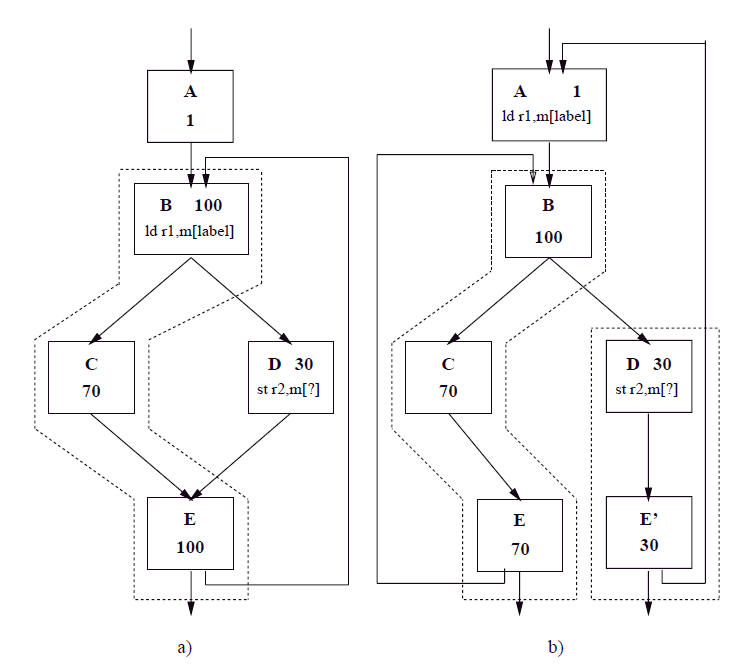 A
1
B 100
ld r1,m[label]
C
70
D 30
st r2,m[?]
E
100
a)
A 1
ld r1,m[label]
B
100
C
70
D 30
st r2,m[?]
E
70
E’
30
b)